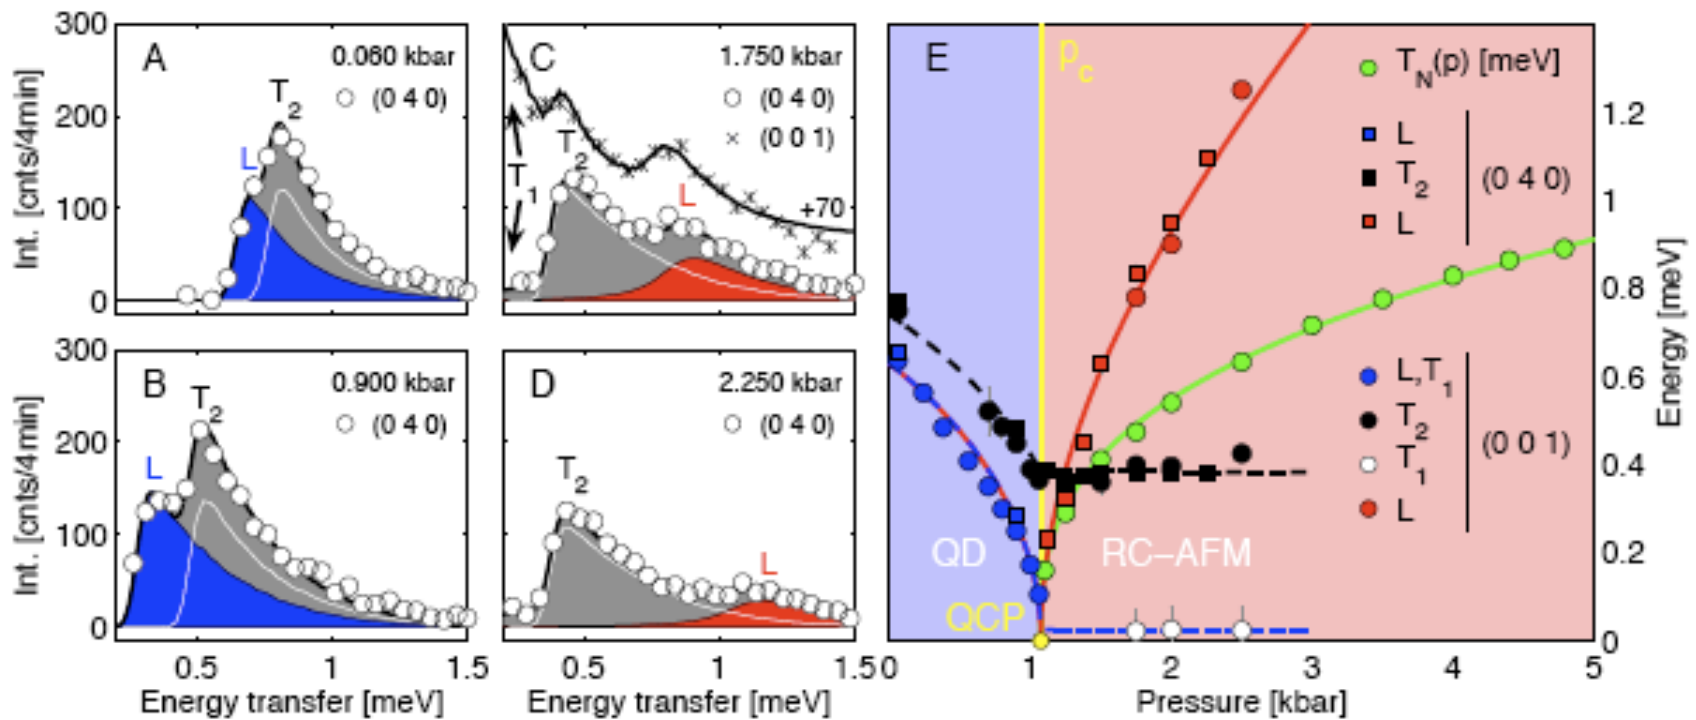 A
0.060 kbar
(0 4 0)
T2
L
300
200
100
0
Int. [cnts/4min]
B
0.900 kbar
(0 4 0)
T2
L
300
200
100
0
Int. [cnts/4min]
0.5
1
1.5
Energy transfer [meV]
C
1.750 kbar
(0 4 0)
(0 0 1)
T2
T1
L
+70
D
2.250 kbar
(0 4 0)
T2
L
0.5
1
1.5
Energy transfer [meV]
E
pc
TN(p) [meV]
L
T2
L
(0 4 0)
L,T1
T2
T1
L
(0 0 1)
QD
RC–AFM
QCP
1.2
1
0.8
0.6
0.4
0.2
0
Energy [meV]
0
1
2
3
4
5
Pressure [kbar]